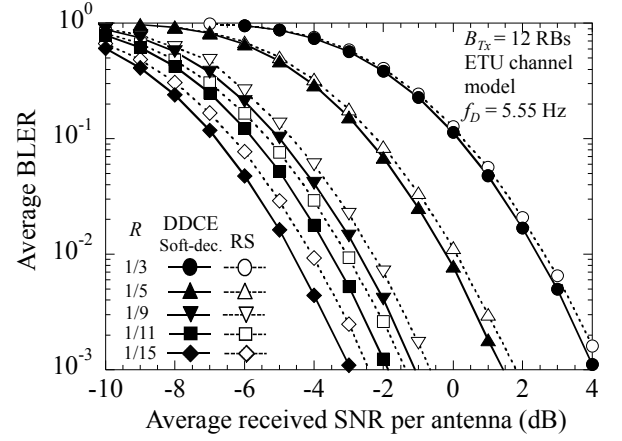 10^0
10^-1
10^-2
10^-3
Average BLER
B_Tx = 12 RBs
ETU channel
model
f_D = 5.55 Hz
R DDCE Soft-dec. RS
1/3
1/5
1/9
1/11
1/15
-10 -8 -6 -4 -2 0 2 4
Average received SNR per antenna (dB)